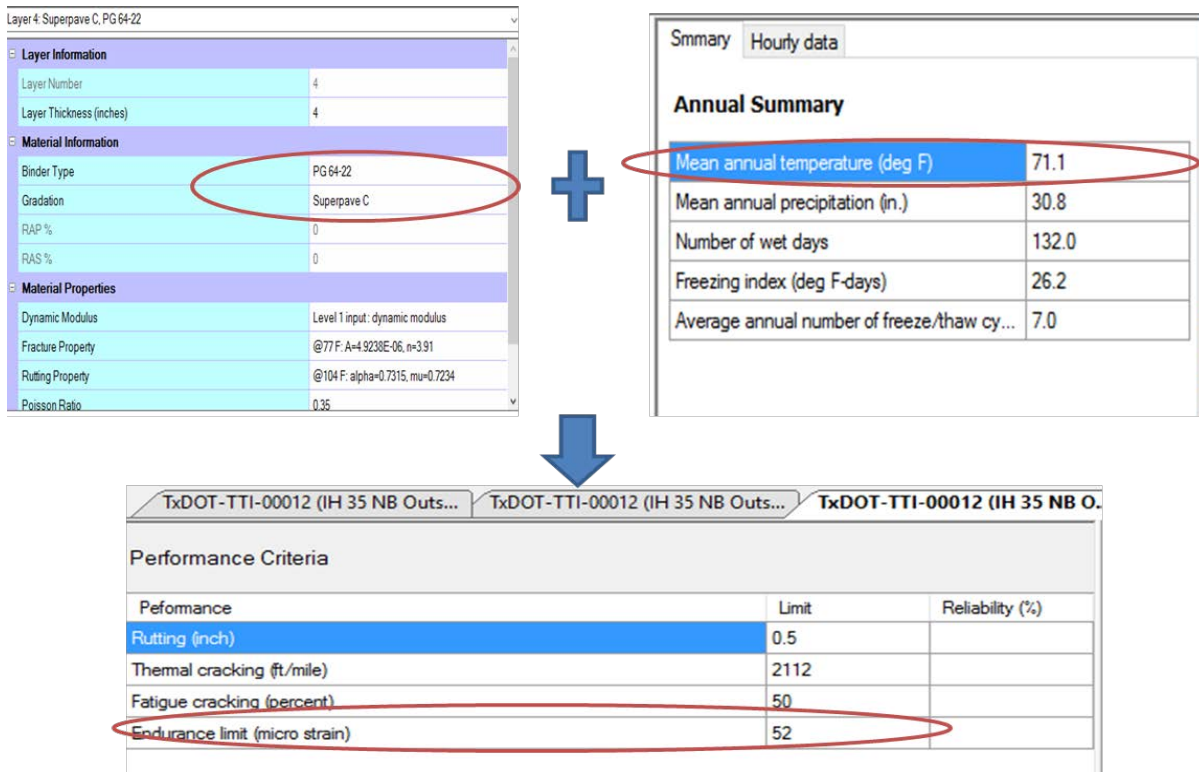 Layer 4: Superpave C, PG 64-22
Layer Information
Layer Number 4
Layer Thickness (inches) 4
Material Information
Binder Type PG 64-22
Gradation Superpave C
RAP % 0
RAS % 0
Material Properties
Dynamic Modulus Level 1 input : dynamic modulus
Fracture Property @77 F: A=4.9238E-06, n=3.91
Rutting Property @104 F: alpha=0.7315, mu=0.7234
Poisson Ratio 0.35
Smmary Hourly data
Annual Summary
Mean annual temperature (deg F) 71.1
Mean annual precipitation (in.) 30.8
Number of wet days 132.0
Freezing index (deg F-days) 26.2
Average annual number of freeze/thaw cy... 7.0
TxDOT-TTI-00012 (IH 35 NB Outs... TxDOT-TTI-00012 (IH 35 NB Outs... TxDOT-TTI-00012 (IH 35 NB O..
Performance Criteria
Peformance Limit Reliability (%)
Rutting (inch) 0.5
Thermal cracking (ft/mile) 2112
Fatigue cracking (percent) 50
Endurance limit (micro strain) 52